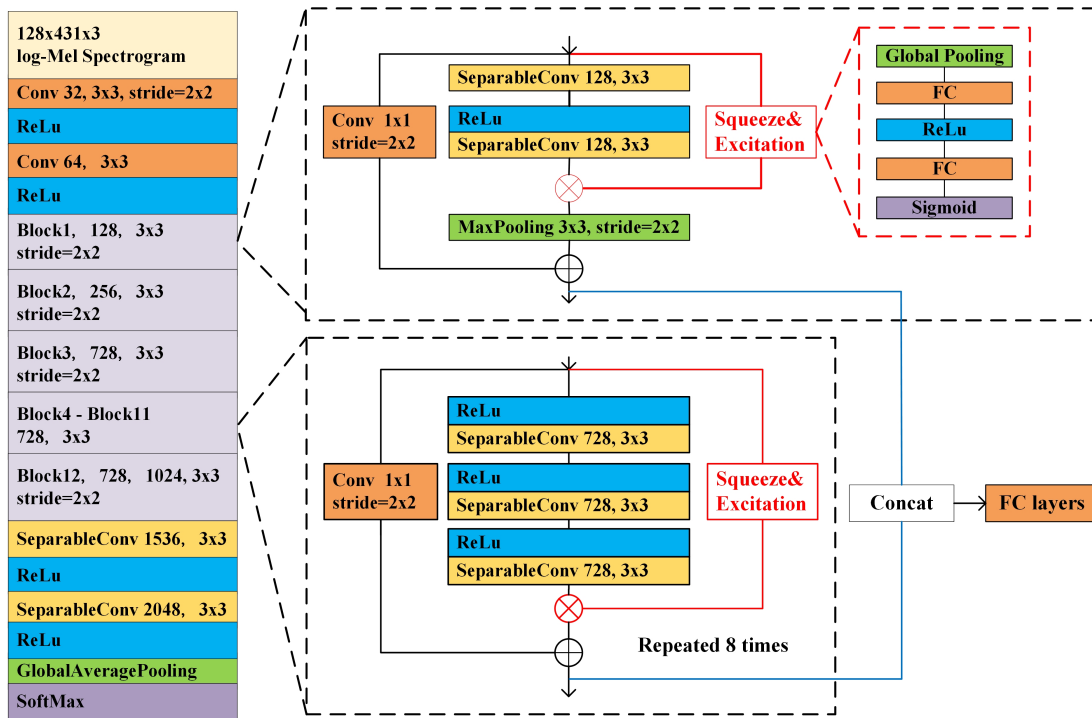 128x431x3
log-Mel Spectrogram
Conv 32, 3x3, stride=2x2
ReLu
Conv 64, 3x3
ReLu
Block1, 128, 3x3
stride=2x2
Block2, 256, 3x3
stride=2x2
Block3, 728, 3x3
stride=2x2
Block4 - Block11
728, 3x3
Block12, 728, 1024, 3x3
stride=2x2
SeparableConv 1536, 3x3
ReLu
SeparableConv 2048, 3x3
ReLu
GlobalAveragePooling
SoftMax
Conv 1x1
stride=2x2
SeparableConv 128, 3x3
ReLu
SeparableConv 128, 3x3
MaxPooling 3x3, stride=2x2
Squeeze&
Excitation
Global Pooling
FC
ReLu
FC
Sigmoid
Conv 1x1
stride=2x2
ReLu
SeparableConv 728, 3x3
ReLu
SeparableConv 728, 3x3
ReLu
SeparableConv 728, 3x3
Squeeze&
Excitation
Repeated 8 times
Concat
FC layers